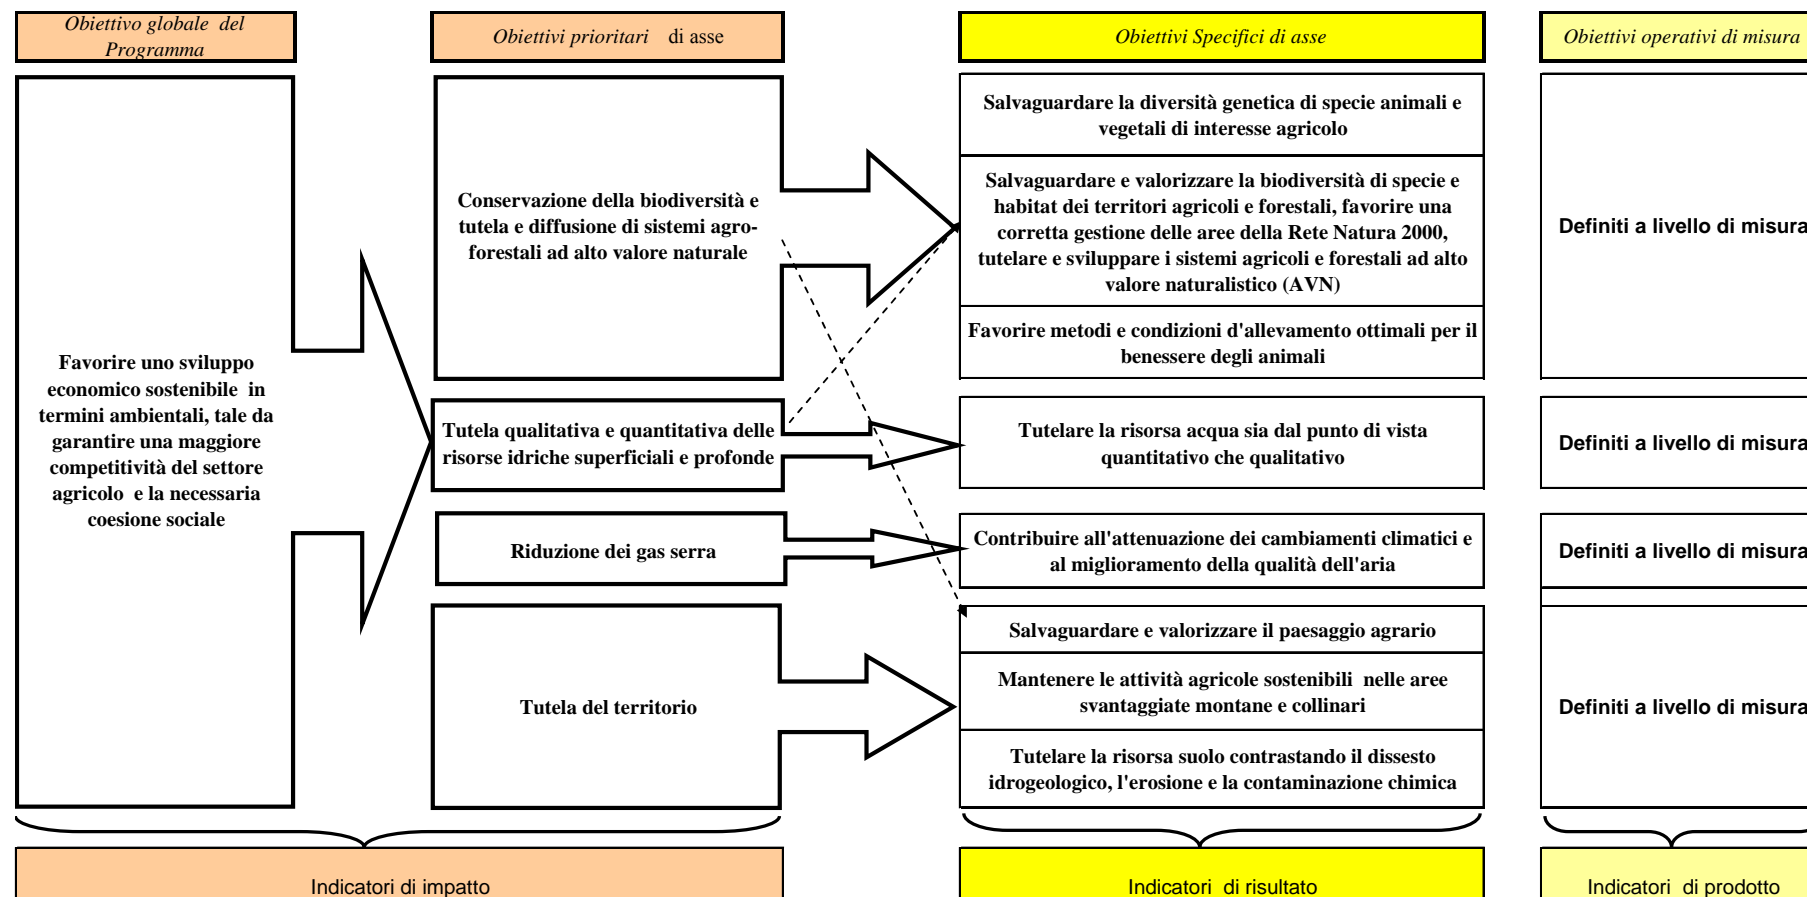 Obiettivo globale del
Programma
Obiettivi prioritari di asse
Obiettivi Specifici di asse
Obiettivi operativi di misura
Favorire uno sviluppo
economico sostenibile in
termini ambientali, tale da
garantire una maggiore
competitività del settore
agricolo e la necessaria
coesione sociale
Conservazione della biodiversità e
tutela e diffusione di sistemi agro-
forestali ad alto valore naturale
Salvaguardare la diversità genetica di specie animali e
vegetali di interesse agricolo
Salvaguardare e valorizzare la biodiversità di specie e
habitat dei territori agricoli e forestali, favorire una
corretta gestione delle aree della Rete Natura 2000,
tutelare e sviluppare i sistemi agricoli e forestali ad alto
valore naturalistico (AVN)
Favorire metodi e condizioni d'allevamento ottimali per il
benessere degli animali
Definiti a livello di misura
Tutela qualitativa e quantitativa delle
risorse idriche superficiali e profonde
Tutelare la risorsa acqua sia dal punto di vista
quantitativo che qualitativo
Definiti a livello di misura
Riduzione dei gas serra
Contribuire all'attenuazione dei cambiamenti climatici e
al miglioramento della qualità dell'aria
Definiti a livello di misura
Tutela del territorio
Salvaguardare e valorizzare il paesaggio agrario
Mantenere le attività agricole sostenibili nelle aree
svantaggiate montane e collinari
Tutelare la risorsa suolo contrastando il dissesto
idrogeologico, l'erosione e la contaminazione chimica
Definiti a livello di misura
Indicatori di impatto
Indicatori di risultato
Indicatori di prodotto